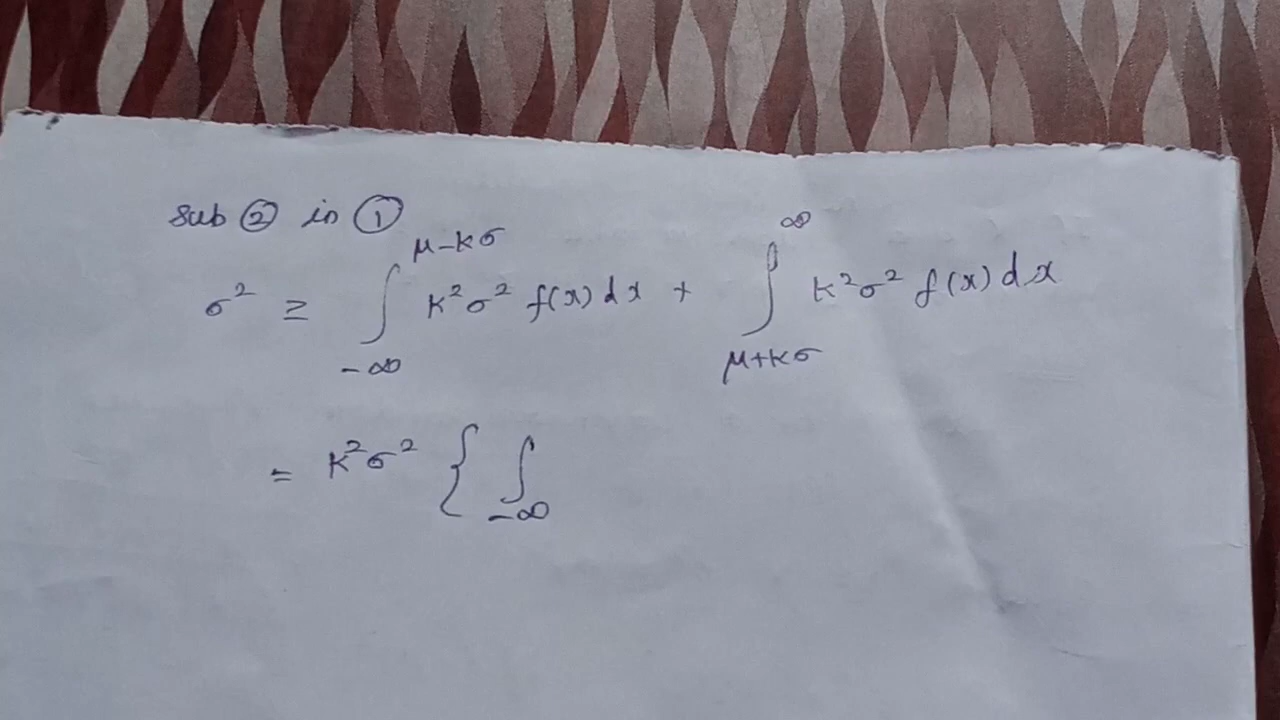 sub ② in ①
σ² ≥ ∫_{-∞}^{μ-kσ} k²σ² f(x) dx + ∫_{μ+kσ}^{∞} k²σ² f(x) dx
= k²σ² { ∫_{-∞}